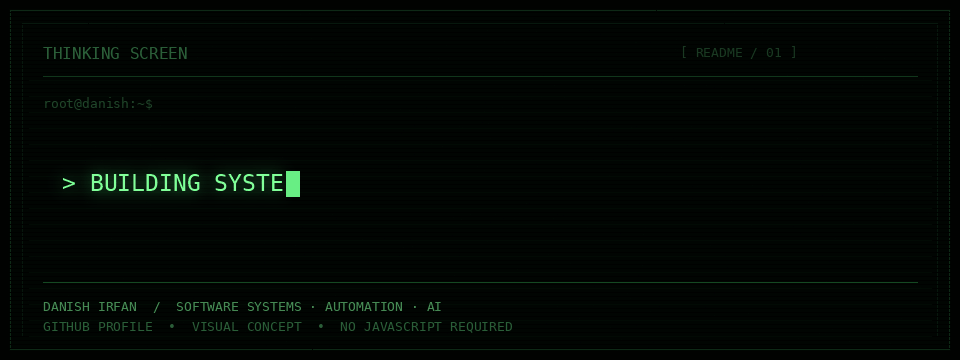 THINKING SCREEN [ README / 01 ]
root@danish:~$
> BUILDING SYSTE
DANISH IRFAN / SOFTWARE SYSTEMS · AUTOMATION · AI
GITHUB PROFILE • VISUAL CONCEPT • NO JAVASCRIPT REQUIRED